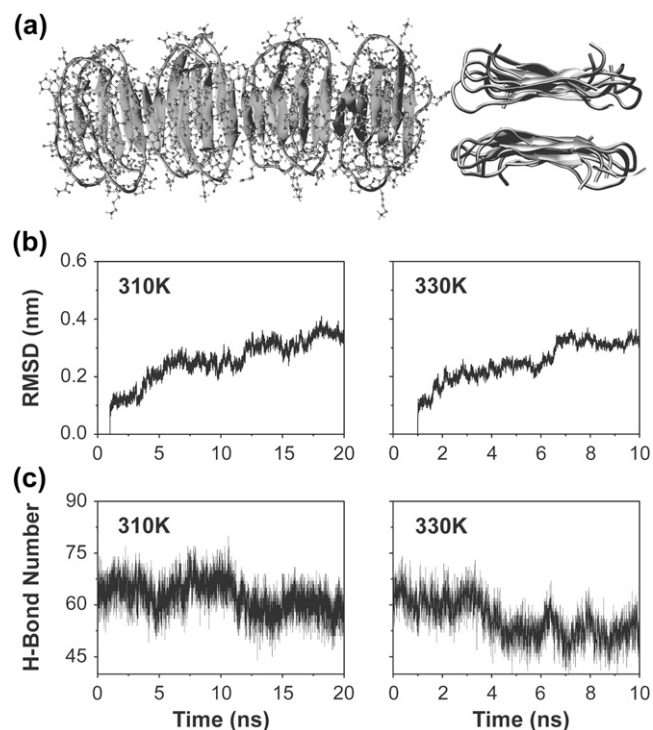 (a)
(b)
310K
330K
RMSD (nm)
0.6
0.4
0.2
0.0
0 5 10 15 20
0 2 4 6 8 10
(c)
310K
330K
H-Bond Number
90
75
60
45
0 5 10 15 20
0 1 2 4 6 8 10
Time (ns)
Time (ns)